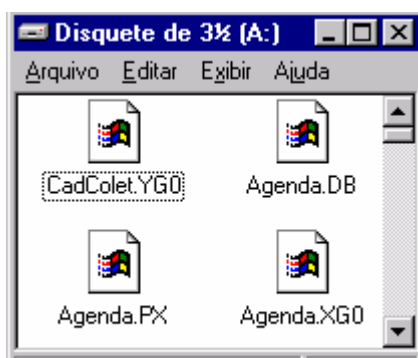 Disquete de 3½ (A:)
Arquivo Editar Exibir Ajuda
CadColet.YG0 Agenda.DB
Agenda.PX Agenda.XG0